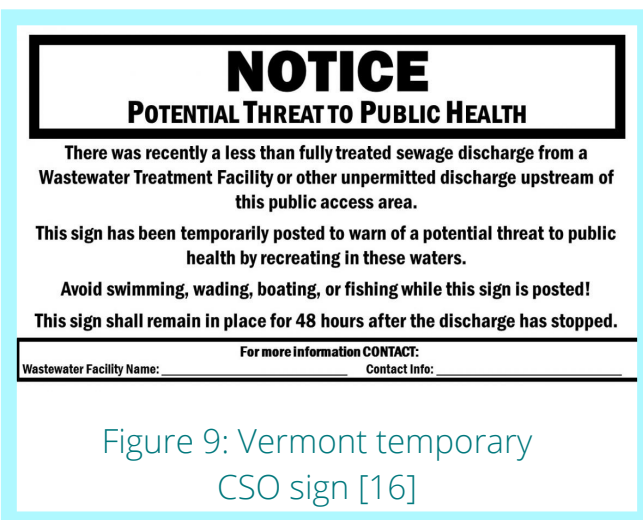 NOTICE
POTENTIAL THREAT TO PUBLIC HEALTH
There was recently a less than fully treated sewage discharge from a
Wastewater Treatment Facility or other unpermitted discharge upstream of
this public access area.
This sign has been temporarily posted to warn of a potential threat to public
health by recreating in these waters.
Avoid swimming, wading, boating, or fishing while this sign is posted!
This sign shall remain in place for 48 hours after the discharge has stopped.
For more information CONTACT:
Wastewater Facility Name: ______________________________ Contact Info: ______________________________
Figure 9: Vermont temporary
CSO sign [16]